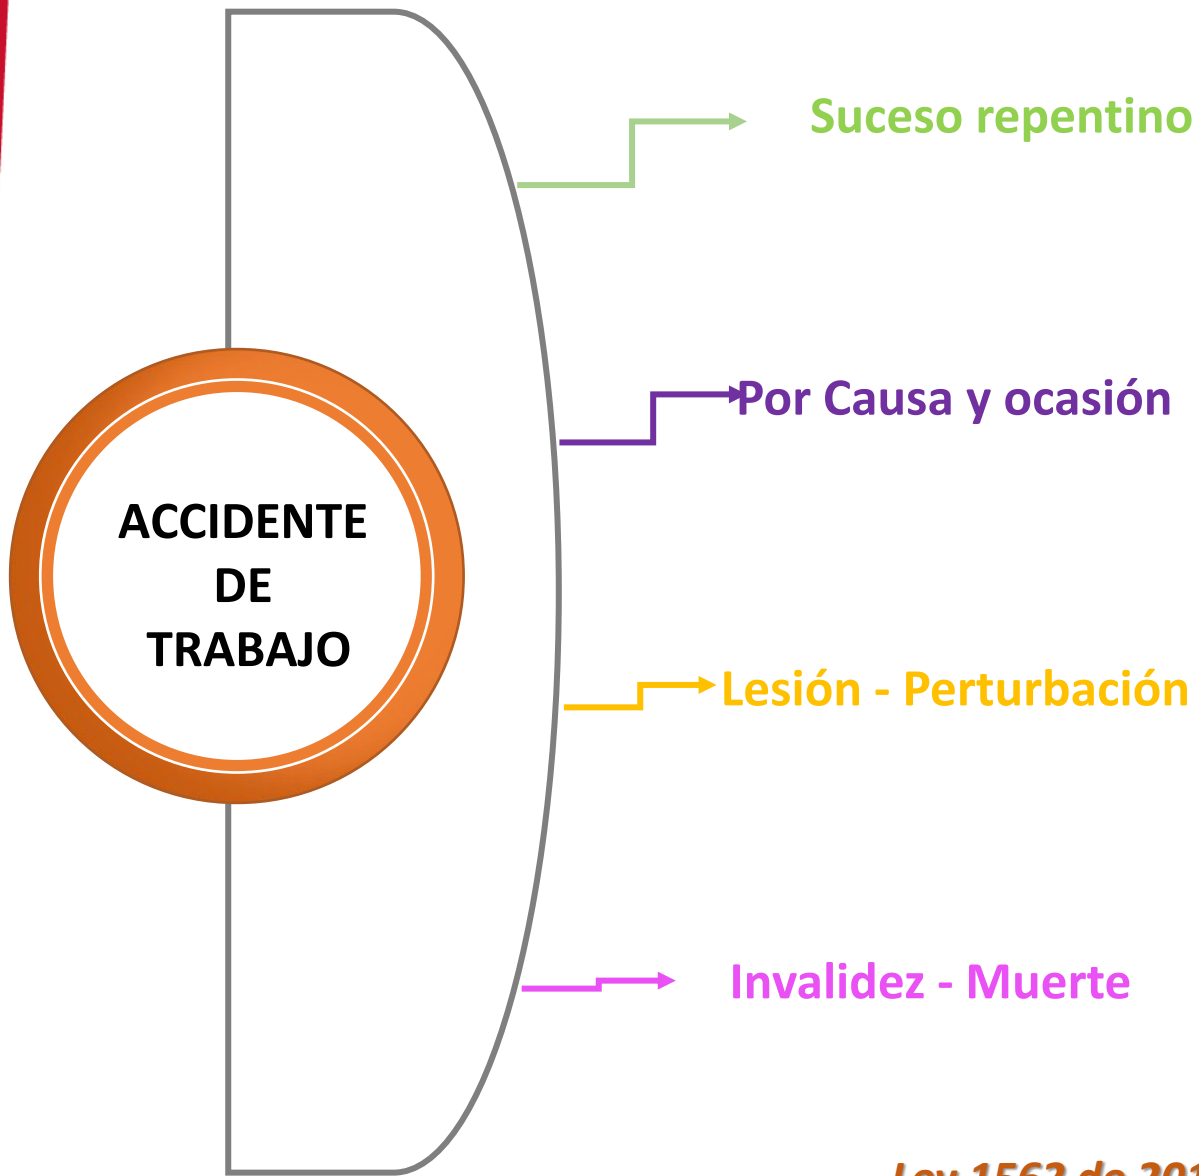 Suceso repentino
Por Causa y ocasión
ACCIDENTE
DE
TRABAJO
Lesión - Perturbación
Invalidez - Muerte
Ley 1562 de